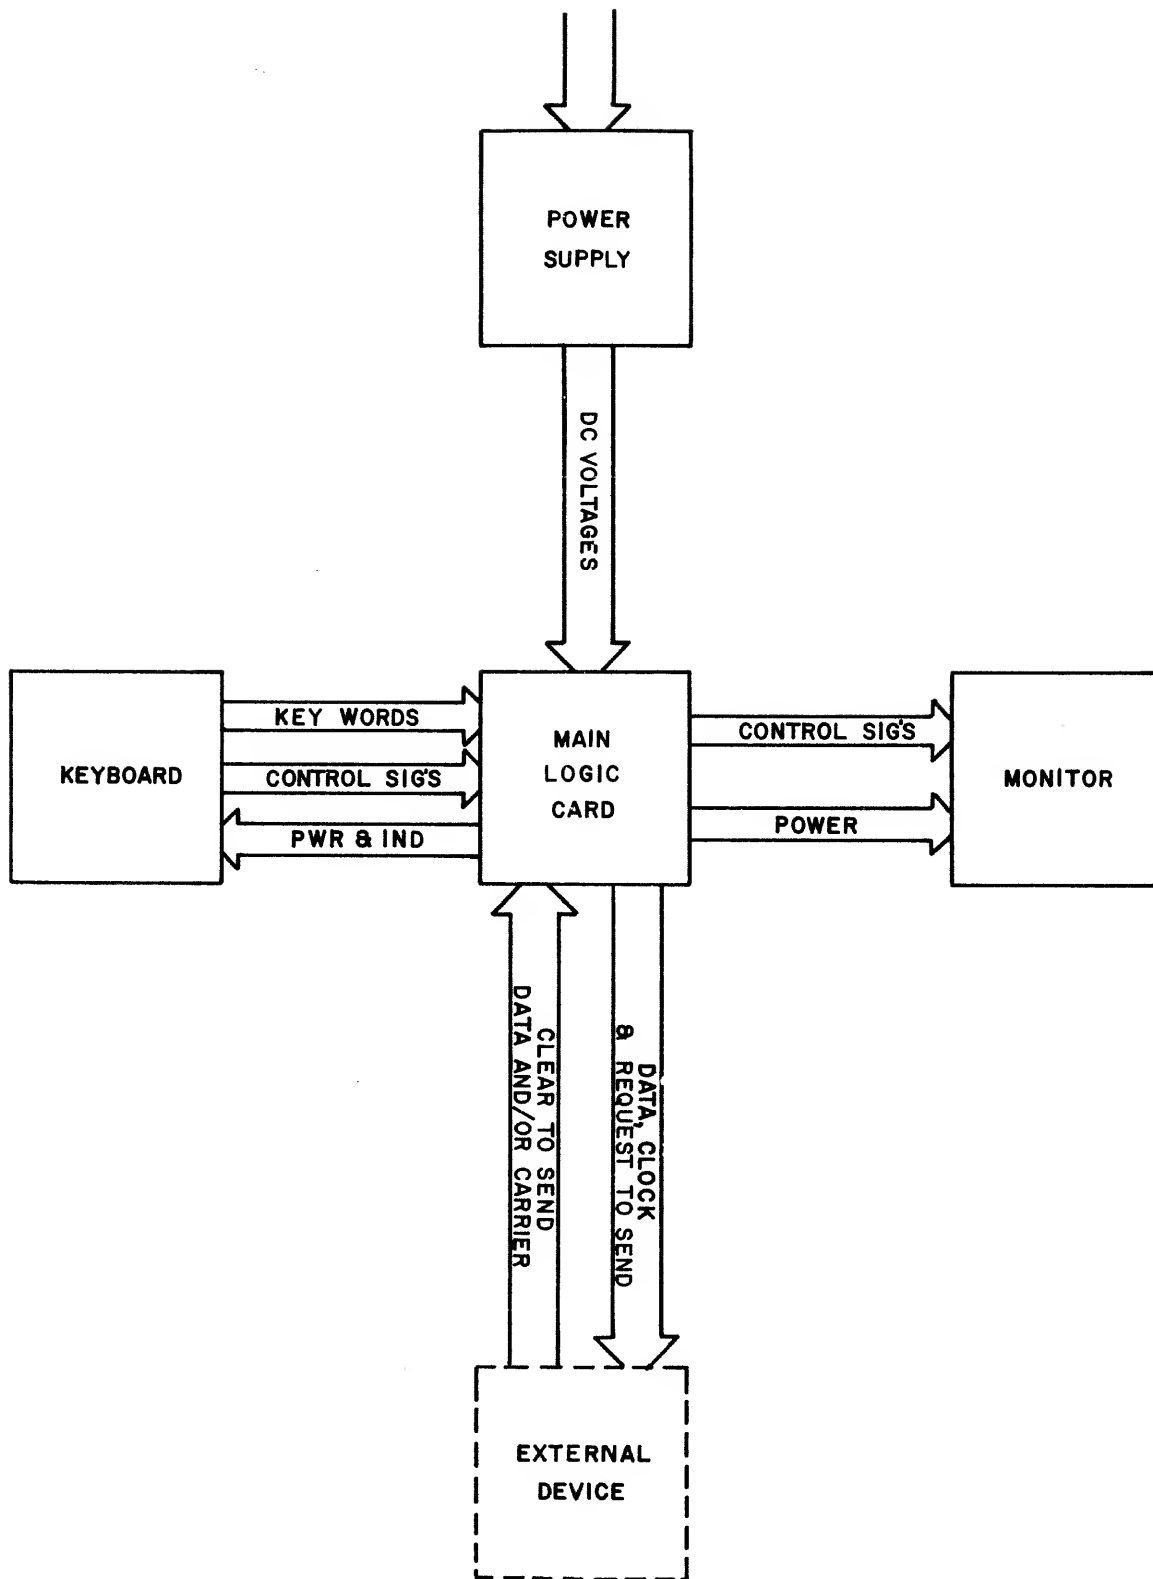 POWER
SUPPLY
DC VOLTAGES
KEYBOARD
KEY WORDS
CONTROL SIG'S
PWR & IND
MAIN
LOGIC
CARD
CONTROL SIG'S
POWER
MONITOR
CLEAR TO SEND
DATA AND/OR CARRIER
DATA, CLOCK
& REQUEST TO SEND
EXTERNAL
DEVICE